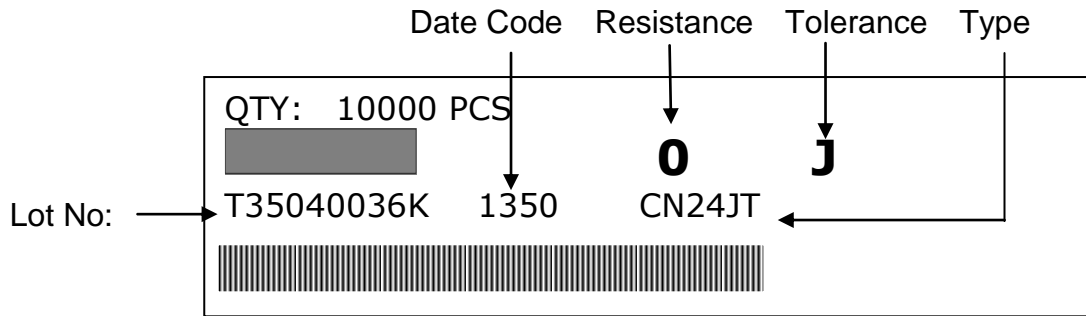 Date Code Resistance Tolerance Type
QTY: 10000 PCS
0 J
Lot No: T35040036K 1350 CN24JT